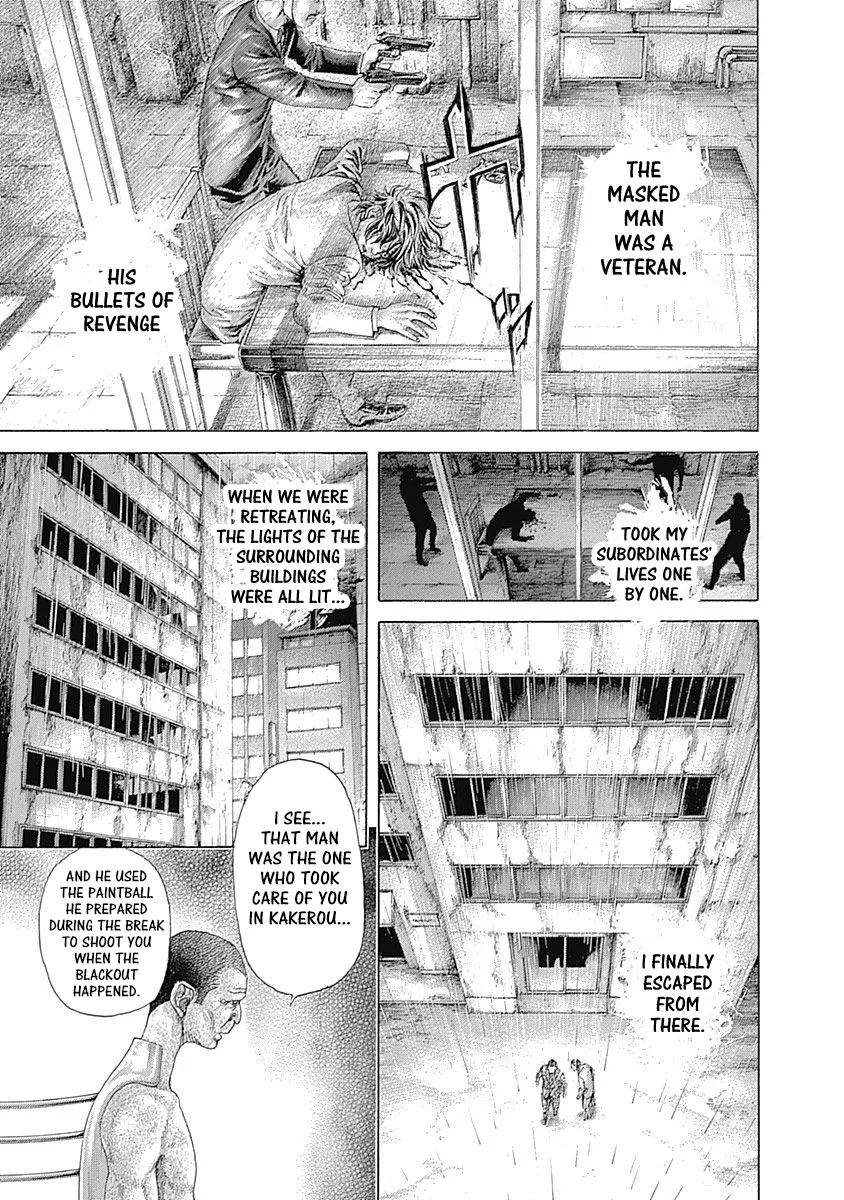 THE
MASKED
MAN
WAS A
VETERAN.
HIS
BULLETS OF
REVENGE
TOOK MY
SUBORDINATES'
LIVES ONE
BY ONE.
WHEN WE WERE
RETREATING,
THE LIGHTS OF THE
SURROUNDING
BUILDINGS
WERE ALL LIT...
I FINALLY
ESCAPED
FROM
THERE.
I SEE...
THAT MAN
WAS THE ONE
WHO TOOK
CARE OF YOU
IN KAKEROU...
AND HE USED
THE PAINTBALL
HE PREPARED
DURING THE BREAK
TO SHOOT YOU
WHEN THE
BLACKOUT
HAPPENED.